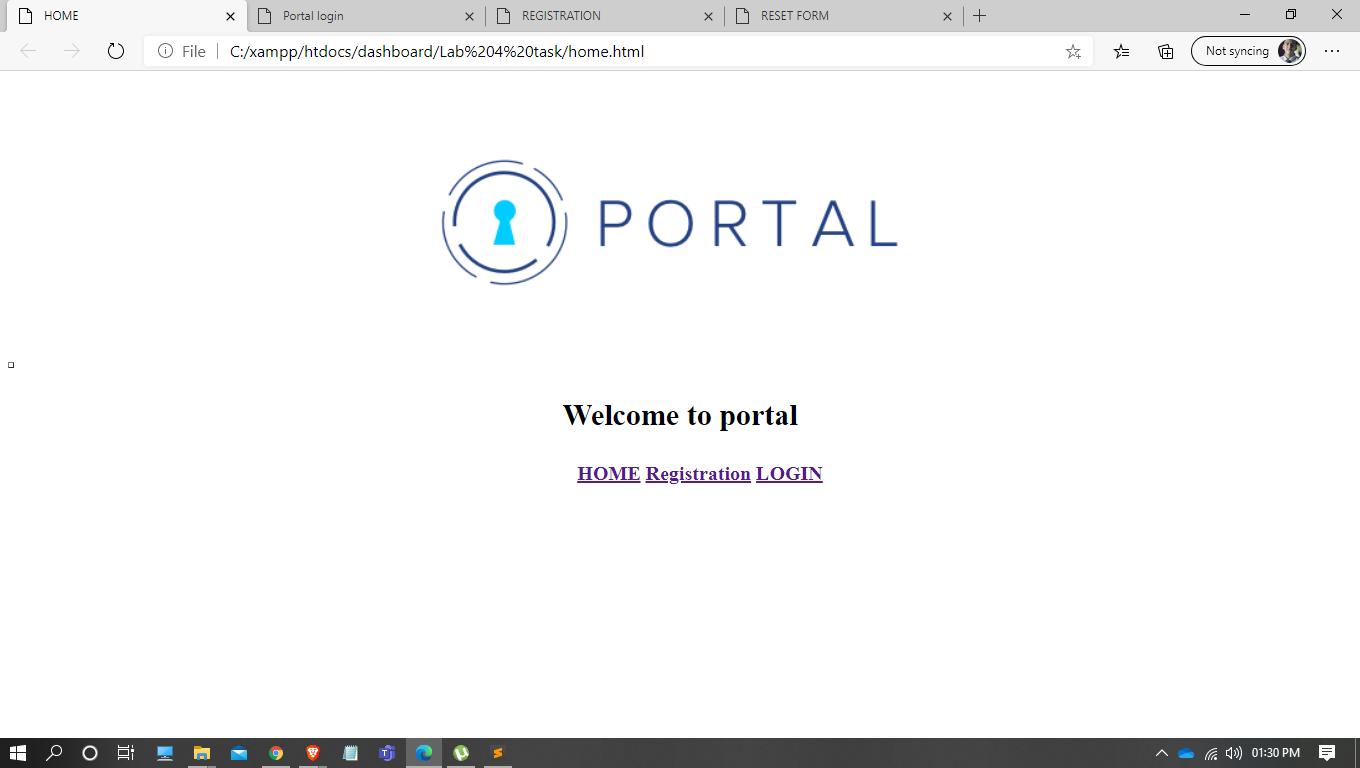 HOME
Portal login
REGISTRATION
RESET FORM
File
C:/xampp/htdocs/dashboard/Lab%204%20task/home.html
Not syncing
PORTAL
Welcome to portal
HOME Registration LOGIN
01:30 PM